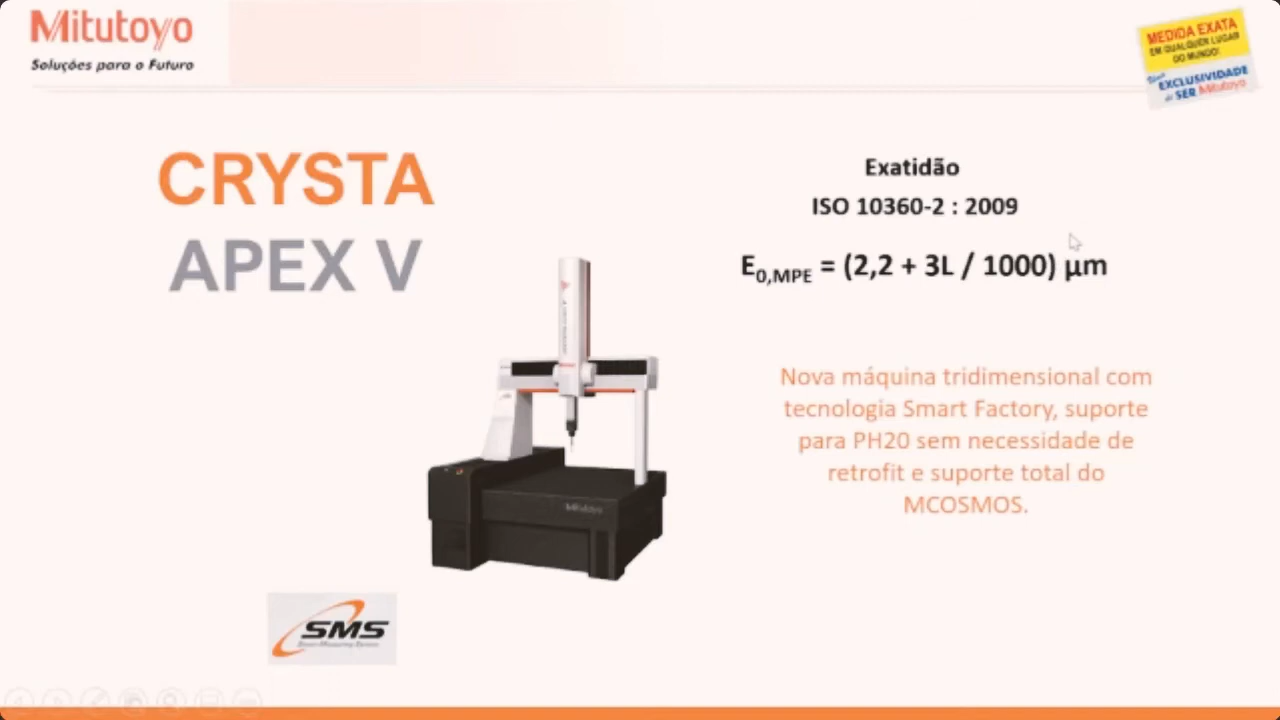 Mitutoyo
Soluções para o Futuro
MEDIDA EXATA
EM QUALQUER LUGAR
DO MUNDO!
EXCLUSIVIDADE
de SER Mitutoyo
CRYSTA
APEX V
Exatidão
ISO 10360-2 : 2009
E0,MPE = (2,2 + 3L / 1000) µm
Nova máquina tridimensional com
tecnologia Smart Factory, suporte
para PH20 sem necessidade de
retrofit e suporte total do
MCOSMOS.
Mitutoyo
SMS